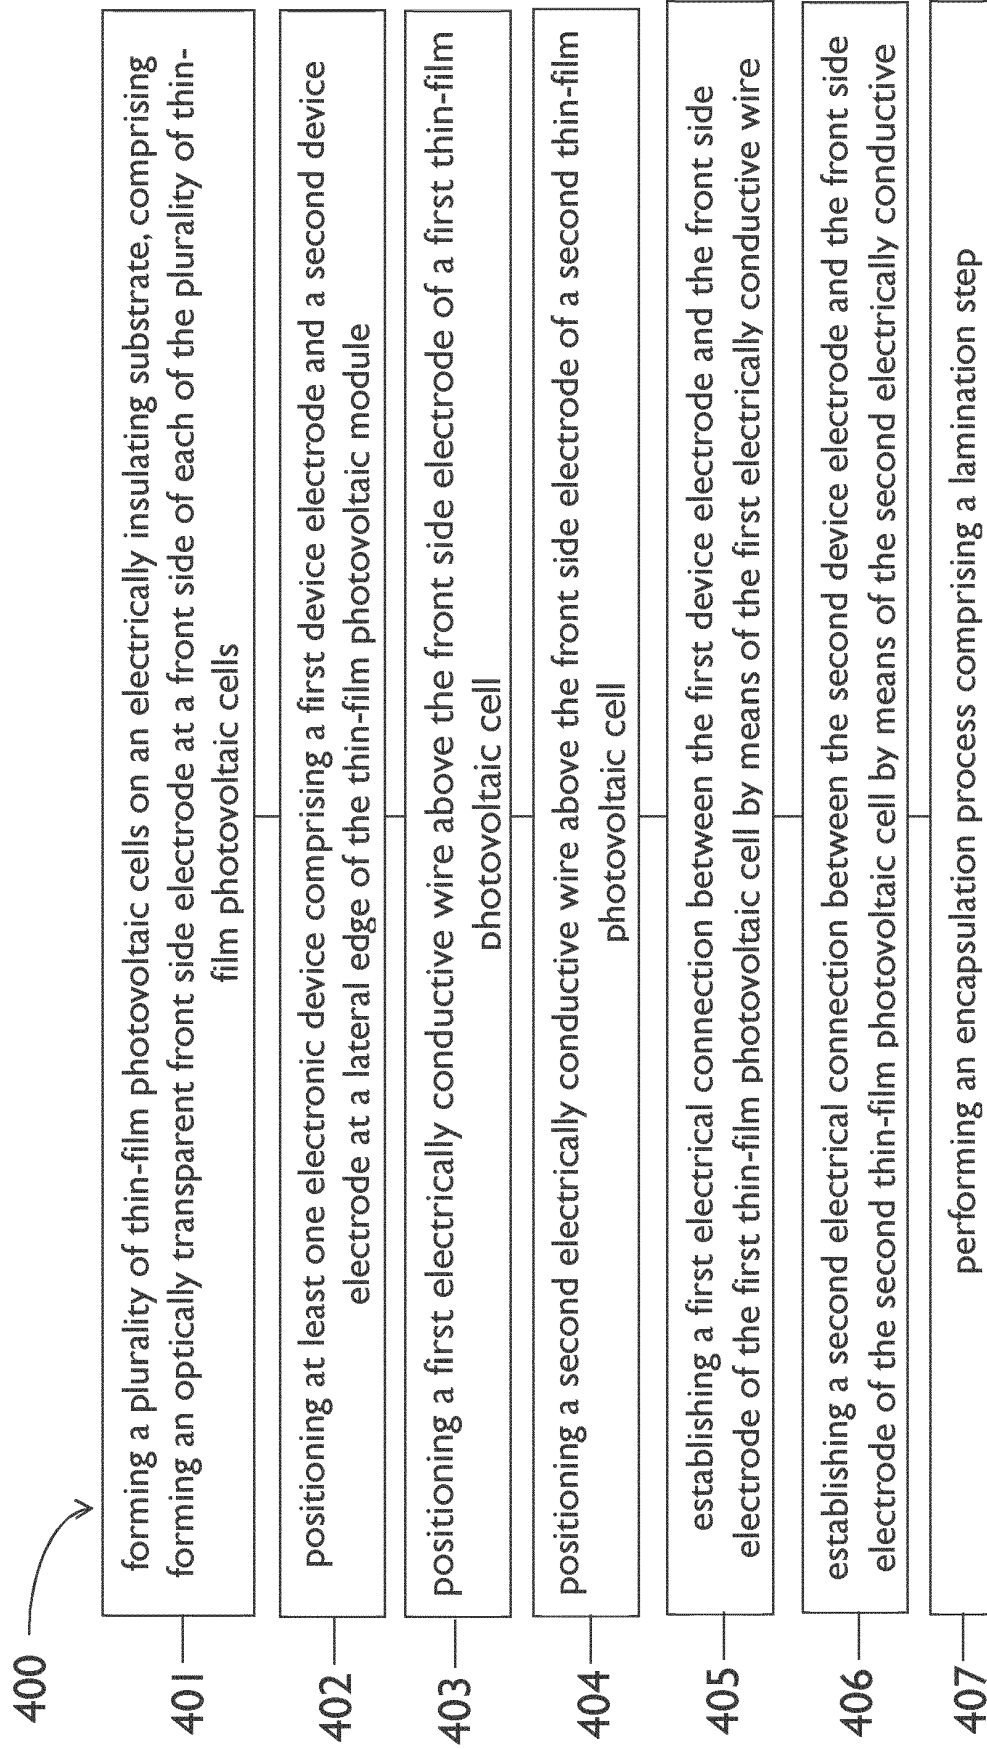 400
401
forming a plurality of thin-film photovoltaic cells on an electrically insulating substrate, comprising
forming an optically transparent front side electrode at a front side of each of the plurality of thin-
film photovoltaic cells
402
positioning at least one electronic device comprising a first device electrode and a second device
electrode at a lateral edge of the thin-film photovoltaic module
403
positioning a first electrically conductive wire above the front side electrode of a first thin-film
photovoltaic cell
404
positioning a second electrically conductive wire above the front side electrode of a second thin-film
photovoltaic cell
405
establishing a first electrical connection between the first device electrode and the front side
electrode of the first thin-film photovoltaic cell by means of the first electrically conductive wire
406
establishing a second electrical connection between the second device electrode and the front side
electrode of the second thin-film photovoltaic cell by means of the second electrically conductive
407
performing an encapsulation process comprising a lamination step